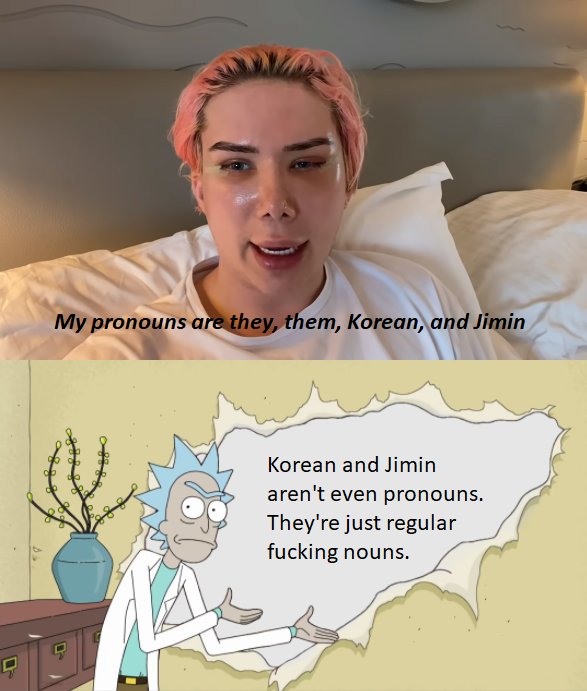 My pronouns are they, them, Korean, and Jimin
Korean and Jimin
aren't even pronouns.
They're just regular
fucking nouns.